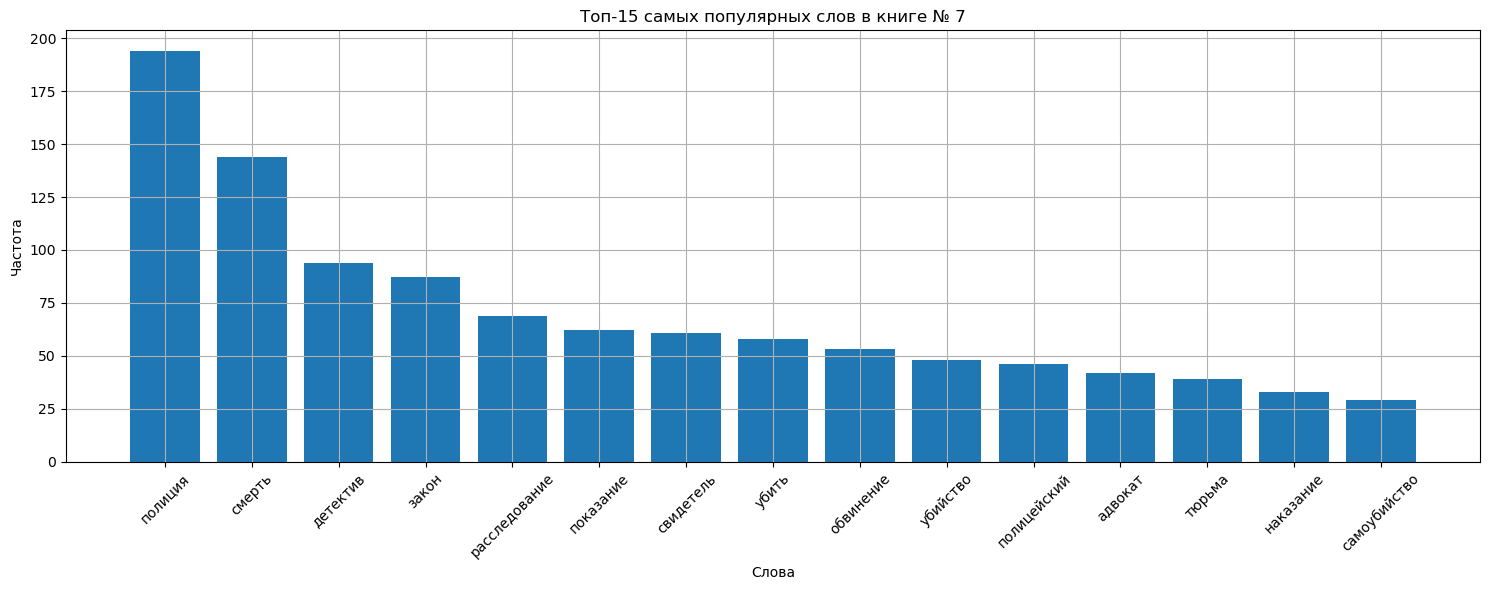 Топ-15 самых популярных слов в книге № 7
Частота
200
175
150
125
100
75
50
25
0
полиция
смерть
детектив
закон
расследование
показание
свидетель
убить
обвинение
убийство
полицейский
адвокат
тюрьма
наказание
самоубийство
Слова